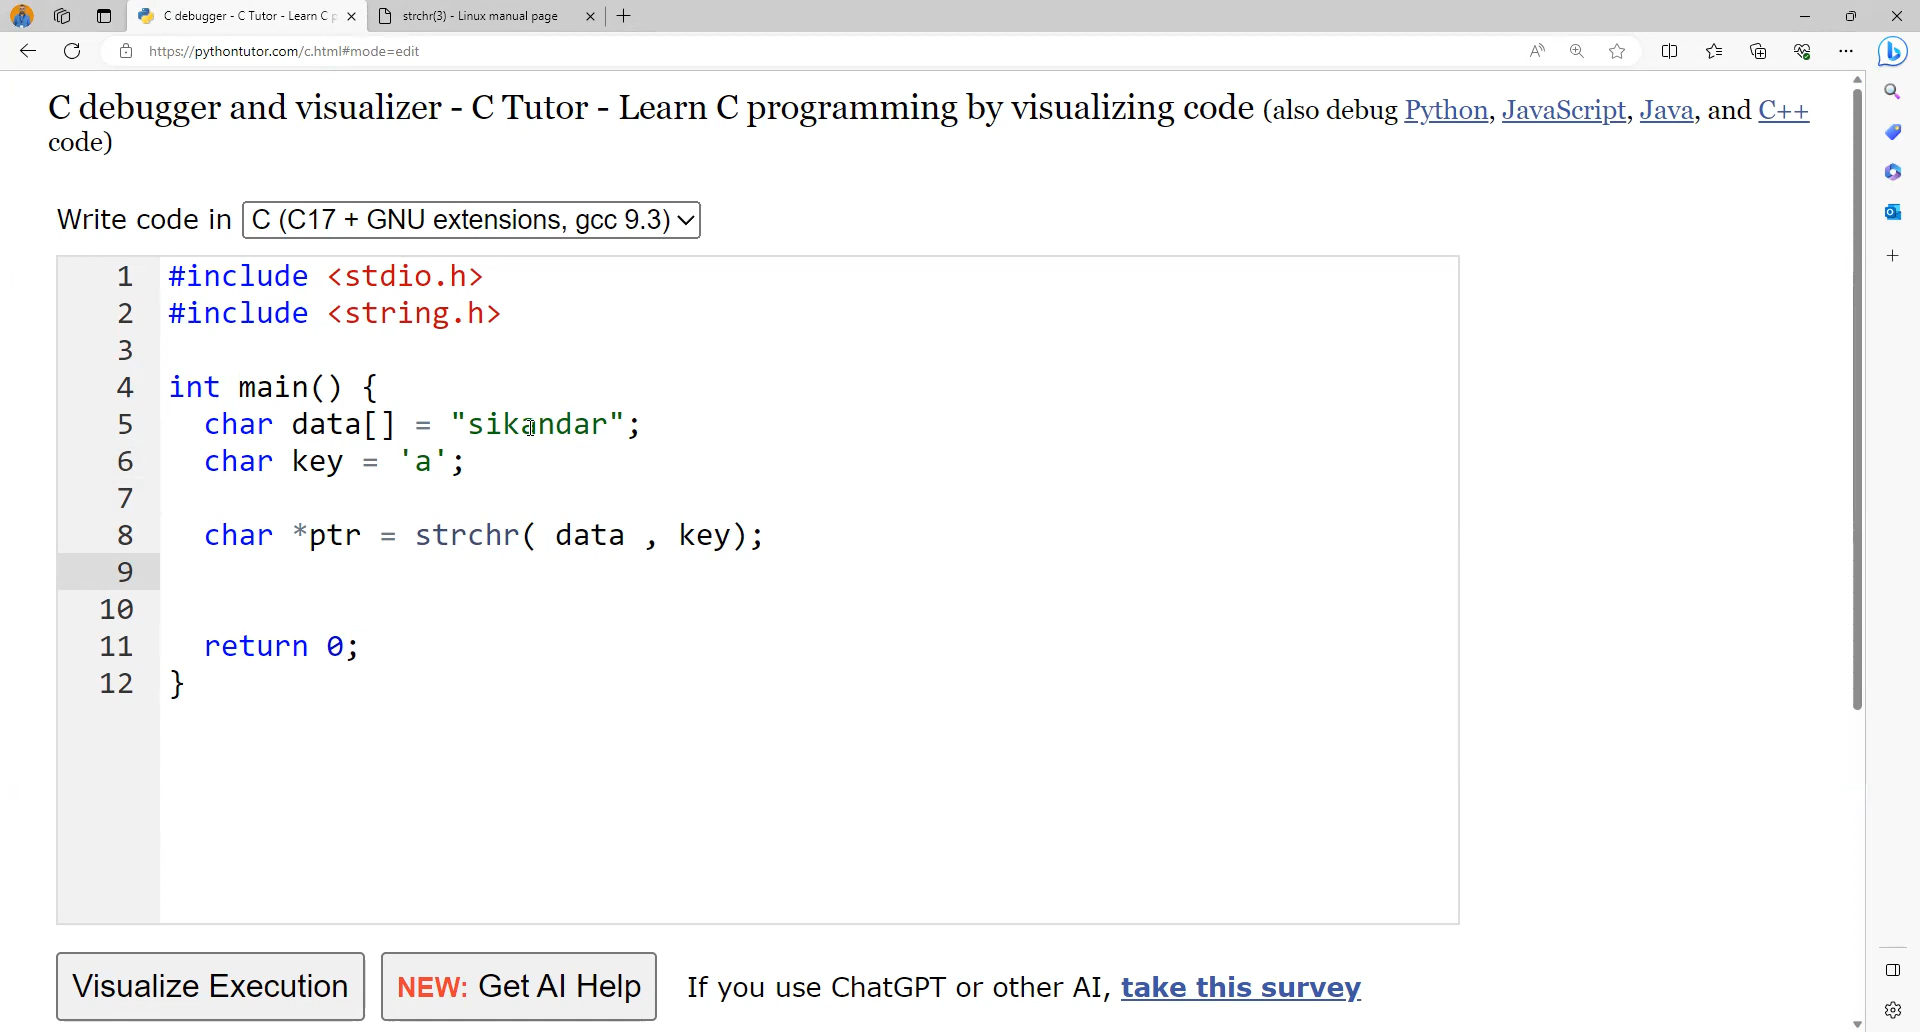 C debugger - C Tutor - Learn C p
strchr(3) - Linux manual page
https://pythontutor.com/c.html#mode=edit
C debugger and visualizer - C Tutor - Learn C programming by visualizing code (also debug Python, JavaScript, Java, and C++
code)
Write code in C (C17 + GNU extensions, gcc 9.3)
1 #include <stdio.h>
2 #include <string.h>
3
4 int main() {
5 char data[] = "sikandar";
6 char key = 'a';
7
8 char *ptr = strchr( data , key);
9
10
11 return 0;
12 }
Visualize Execution
NEW: Get AI Help
If you use ChatGPT or other AI, take this survey